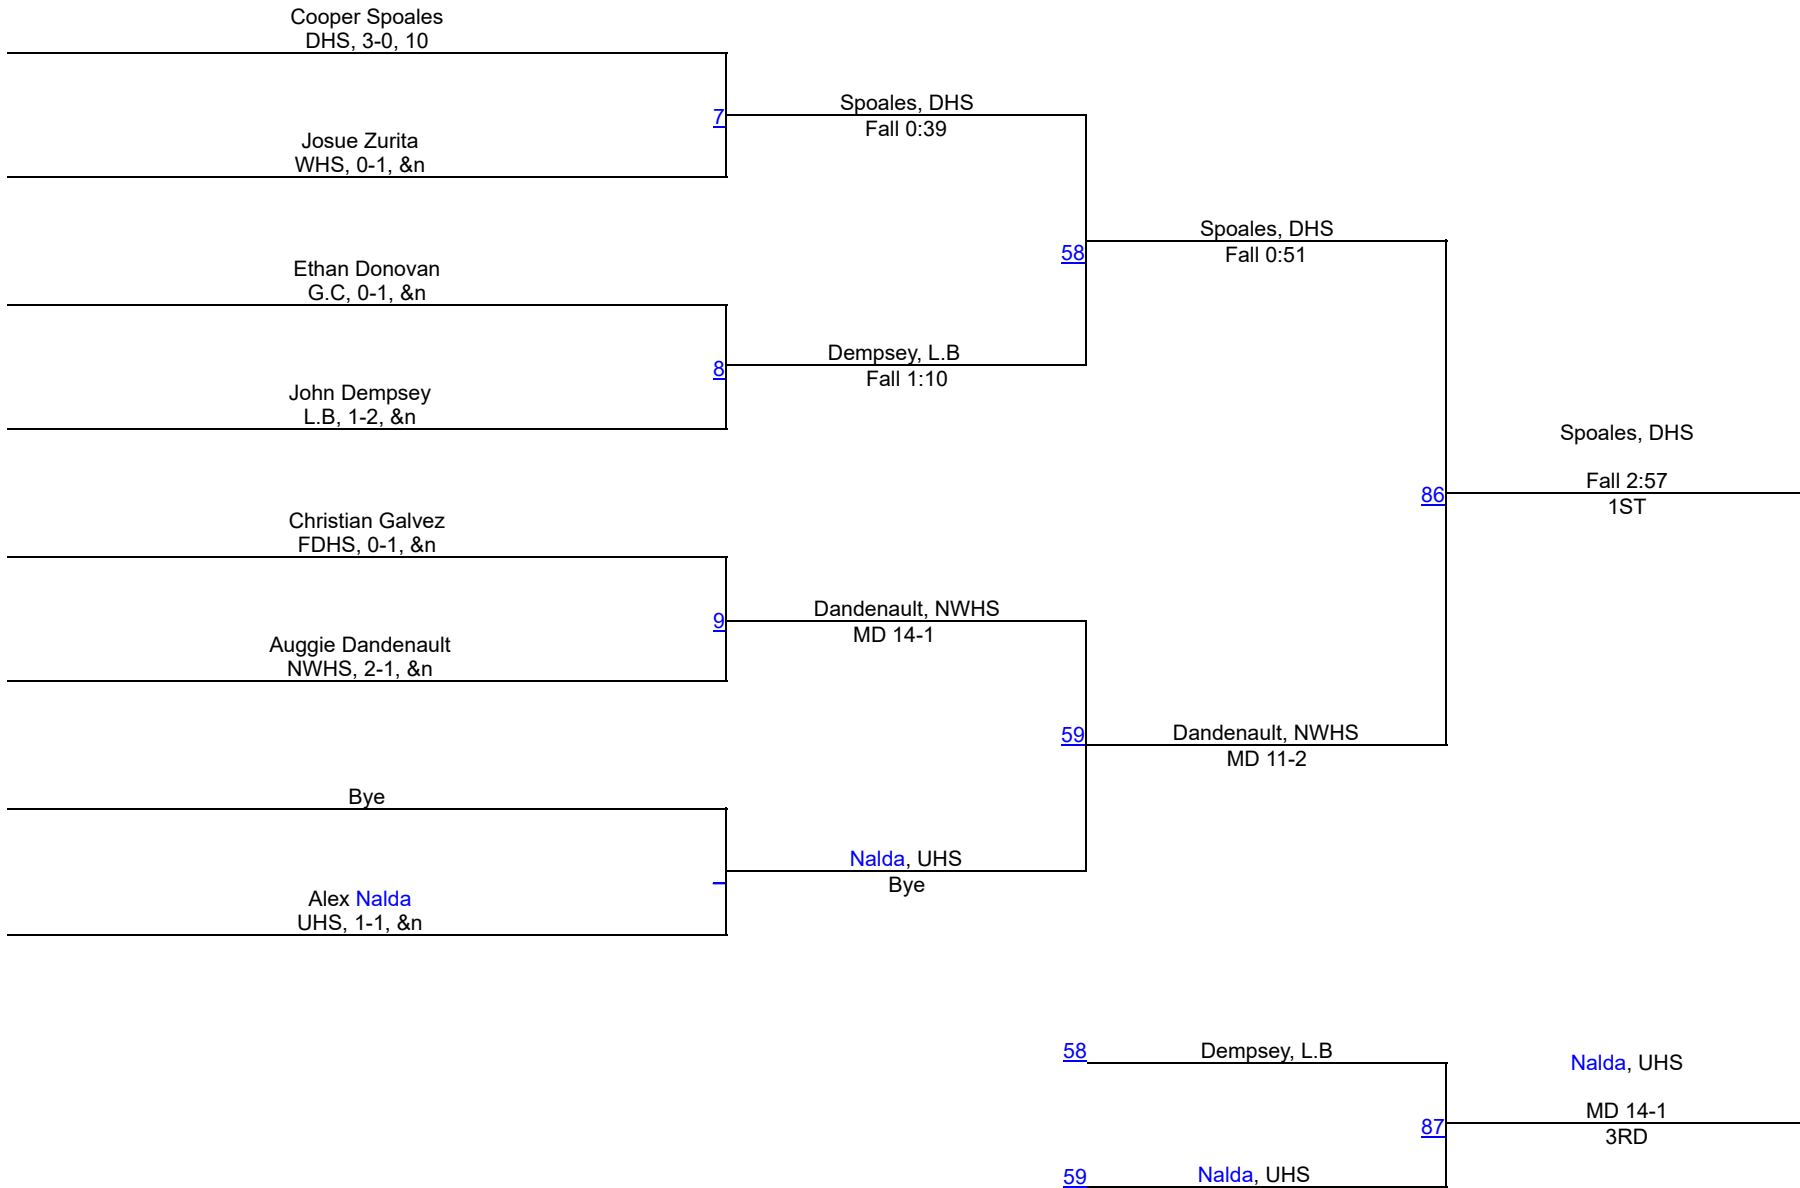 Cooper Spoales
DHS, 3-0, 10
7
Spoales, DHS
Fall 0:39
Josue Zurita
WHS, 0-1, &n
58
Spoales, DHS
Fall 0:51
Ethan Donovan
G.C, 0-1, &n
8
Dempsey, L.B
Fall 1:10
John Dempsey
L.B, 1-2, &n
86
Spoales, DHS
Fall 2:57
1ST
Christian Galvez
FDHS, 0-1, &n
9
Dandenault, NWHS
MD 14-1
Auggie Dandenault
NWHS, 2-1, &n
59
Dandenault, NWHS
MD 11-2
Bye
Nalda, UHS
Bye
Alex Nalda
UHS, 1-1, &n
58
Dempsey, L.B
87
Nalda, UHS
MD 14-1
3RD
59
Nalda, UHS